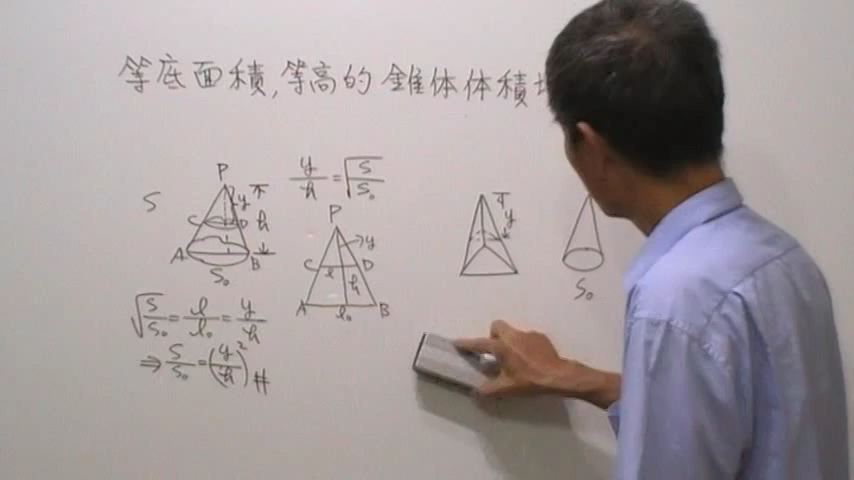 等底面積,等高的錐体体積
y/h = √(S/S₀)
S
P
y
h
C
D
A
B
S₀
P
y
C
D
l
h
A
l₀
B
y
S₀
√(S/S₀) = l/l₀ = y/h
⇒ S/S₀ = (y/h)² #